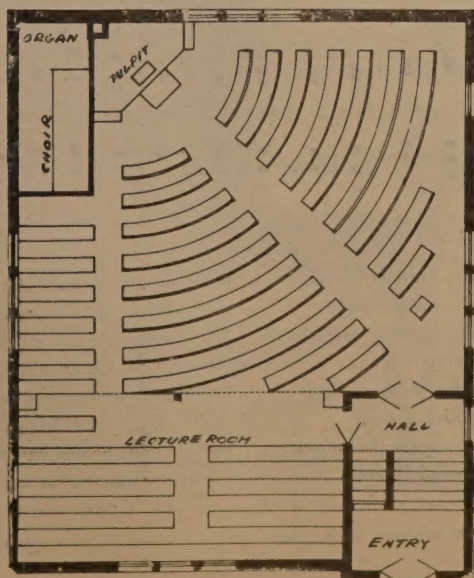 ORGAN
PULPIT
CHOIR
LECTURE ROOM
HALL
ENTRY